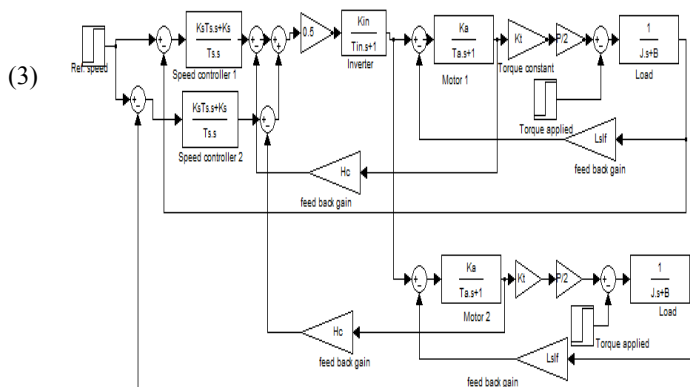 (3)
Ref. speed
KsTs.s+Ks
Ts.s
Speed controller 1
KsTs.s+Ks
Ts.s
Speed controller 2
0.5
Kin
Tin.s+1
Inverter
Ka
Ta.s+1
Motor 1
Kt
Torque constant
P/2
1
J.s+B
Load
Torque applied
Lslf
feed back gain
Hc
feed back gain
Ka
Ta.s+1
Motor 2
Kt
P/2
1
J.s+B
Load
Torque applied
Hc
feed back gain
Lslf
feed back gain